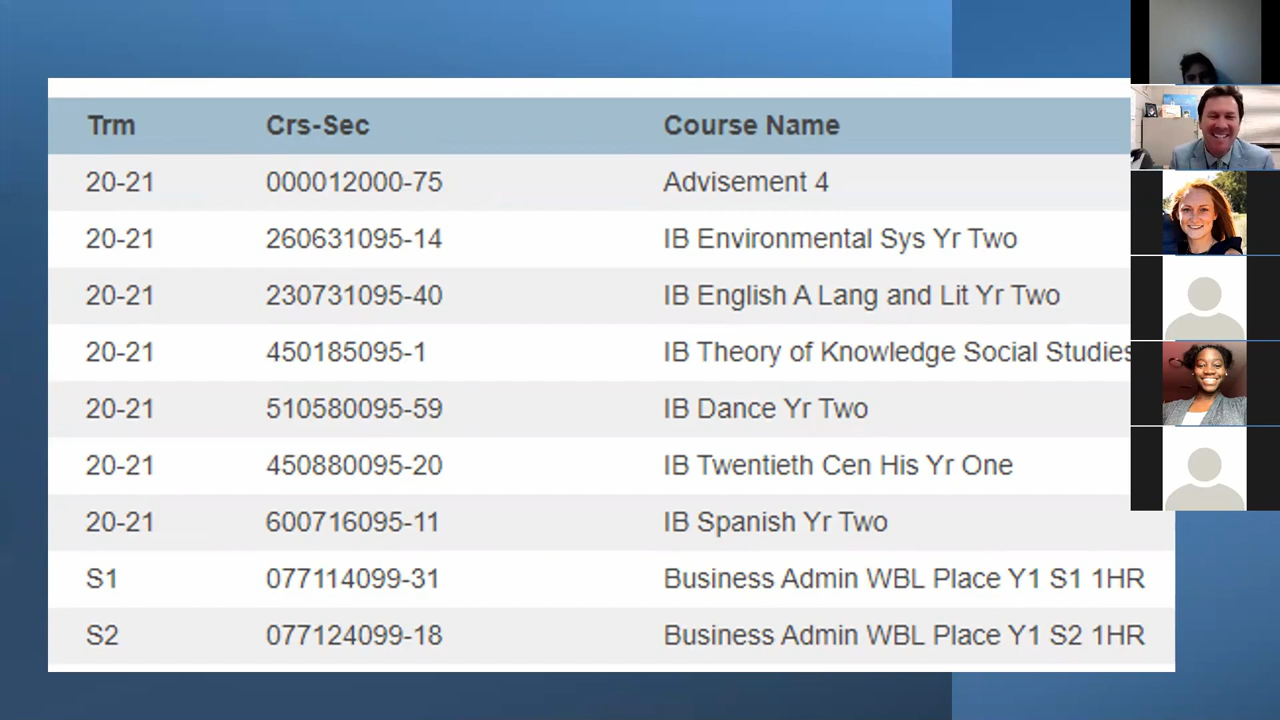 Trm Crs-Sec Course Name
20-21 000012000-75 Advisement 4
20-21 260631095-14 IB Environmental Sys Yr Two
20-21 230731095-40 IB English A Lang and Lit Yr Two
20-21 450185095-1 IB Theory of Knowledge Social Studies
20-21 510580095-59 IB Dance Yr Two
20-21 450880095-20 IB Twentieth Cen His Yr One
20-21 600716095-11 IB Spanish Yr Two
S1 077114099-31 Business Admin WBL Place Y1 S1 1HR
S2 077124099-18 Business Admin WBL Place Y1 S2 1HR